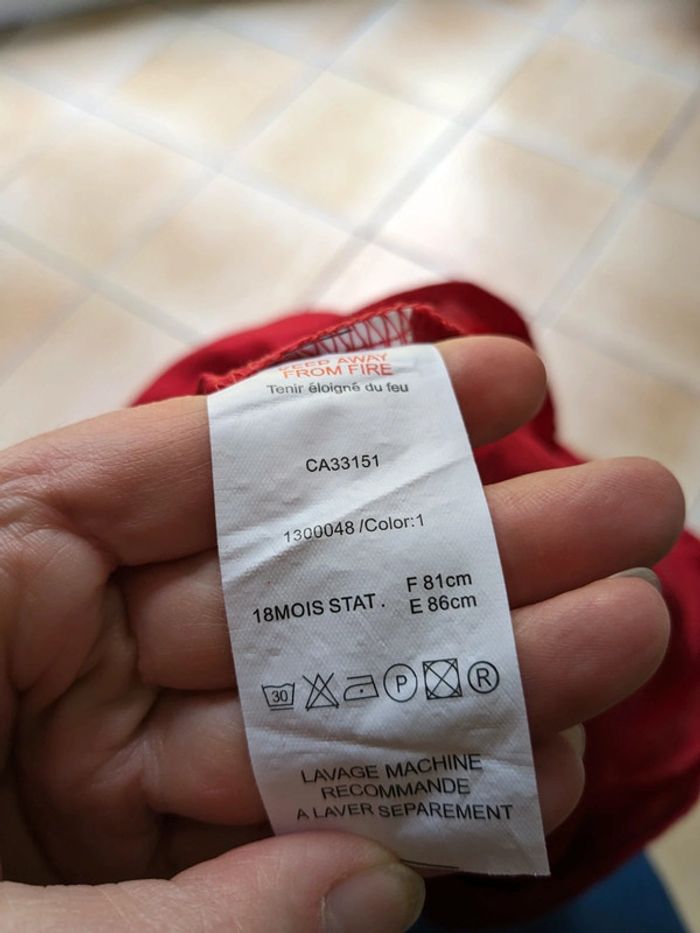 KEEP AWAY
FROM FIRE
Tenir éloigné du feu
CA33151
1300048 /Color:1
18MOIS STAT. F 81cm
E 86cm
30 P R
LAVAGE MACHINE
RECOMMANDE
A LAVER SEPAREMENT